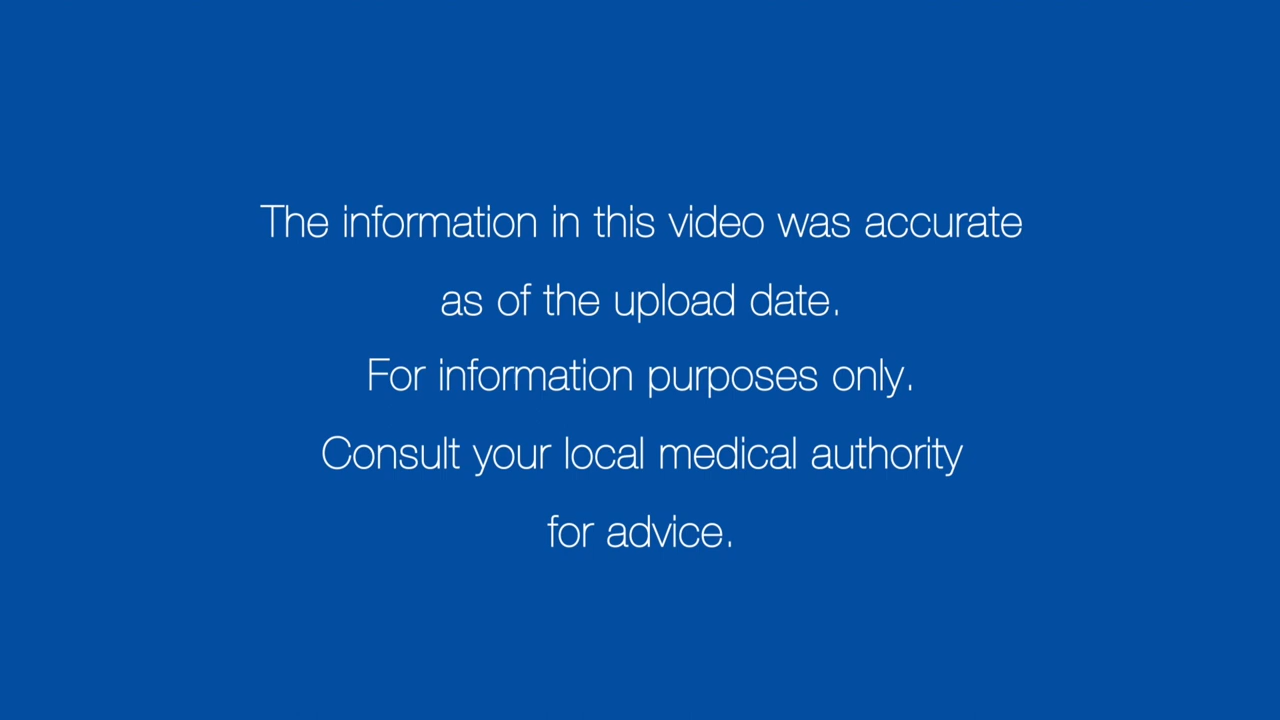 The information in this video was accurate
as of the upload date.
For information purposes only.
Consult your local medical authority
for advice.